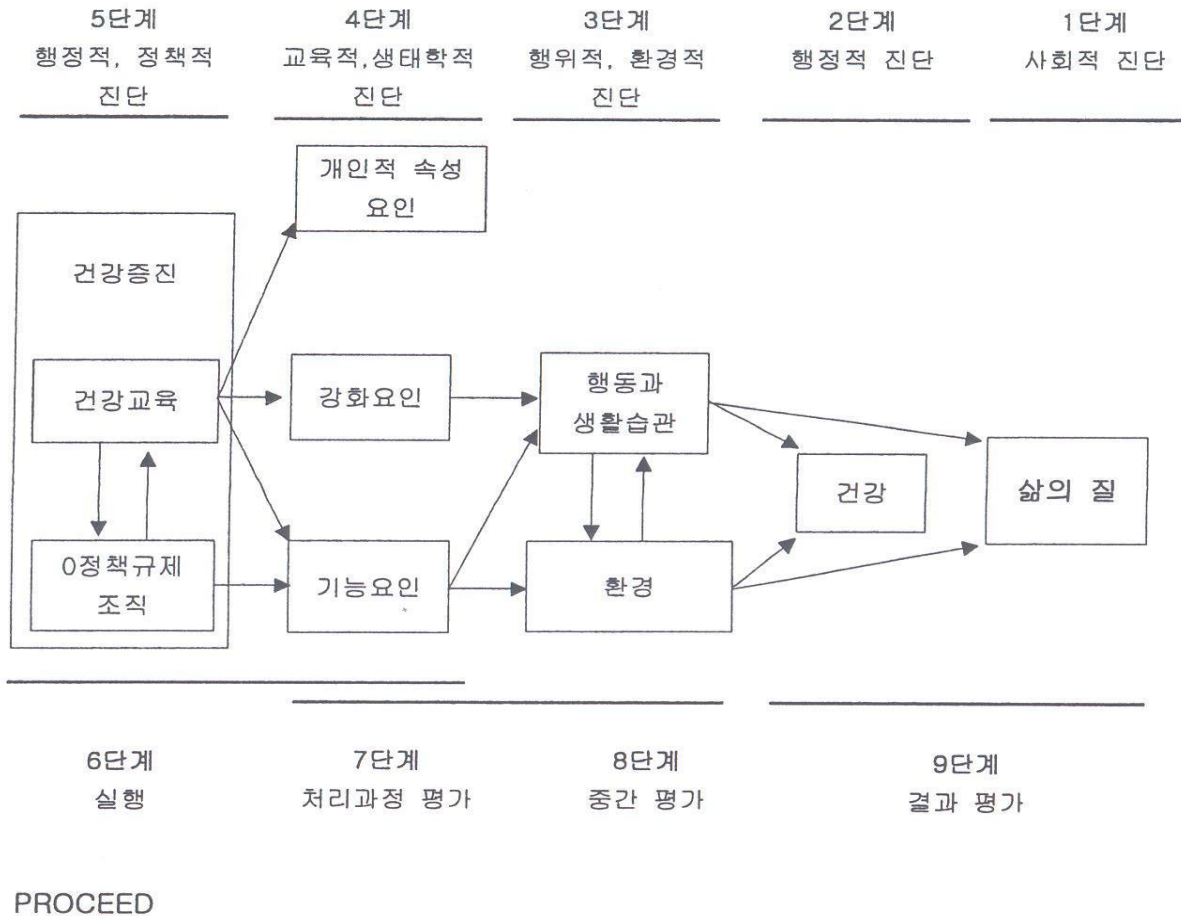 5단계
행정적, 정책적
진단
4단계
교육적,생태학적
진단
3단계
행위적, 환경적
진단
2단계
행정적 진단
1단계
사회적 진단
개인적 속성
요인
건강증진
건강교육
강화요인
행동과
생활습관
건강
삶의 질
0정책규제
조직
기능요인
환경
6단계
실행
7단계
처리과정 평가
8단계
중간 평가
9단계
결과 평가
PROCEED